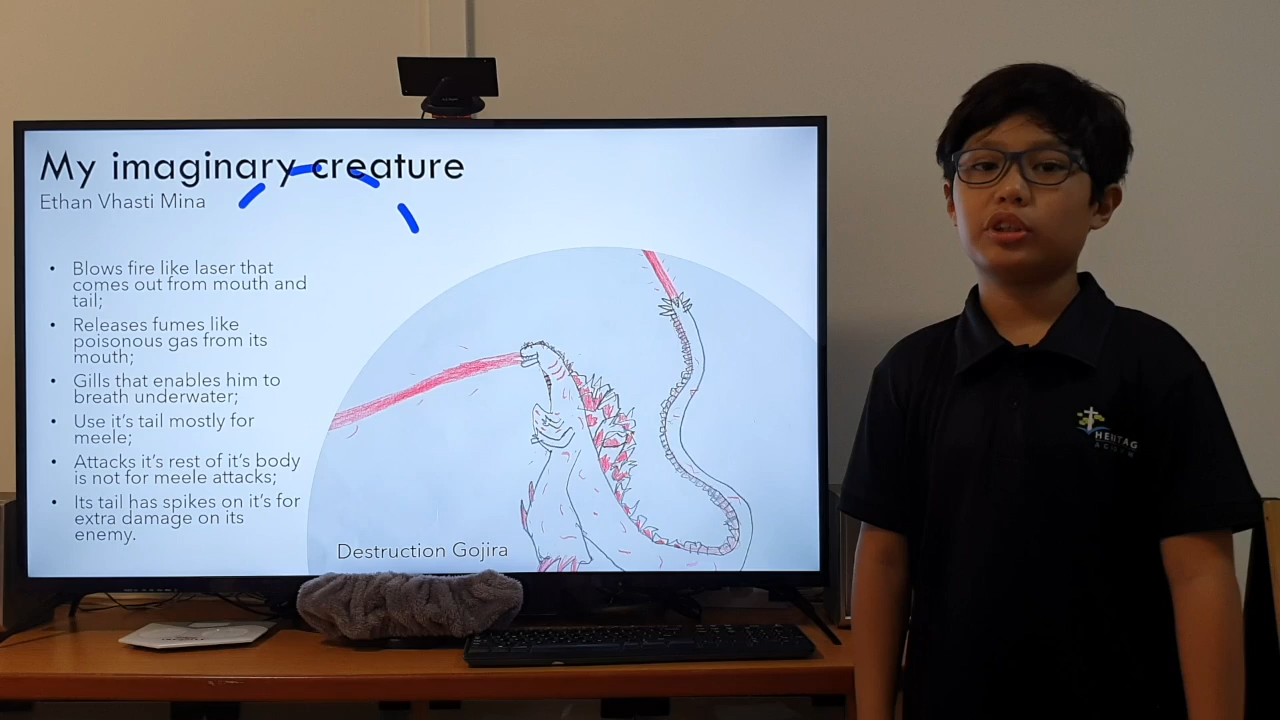 My imaginary creature
Ethan Vhasti Mina
• Blows fire like laser that
comes out from mouth and
tail;
• Releases fumes like
poisonous gas from its
mouth;
• Gills that enables him to
breath underwater;
• Use it's tail mostly for
meele;
• Attacks it's rest of it's body
is not for meele attacks;
• Its tail has spikes on it's for
extra damage on its
enemy.
Destruction Gojira